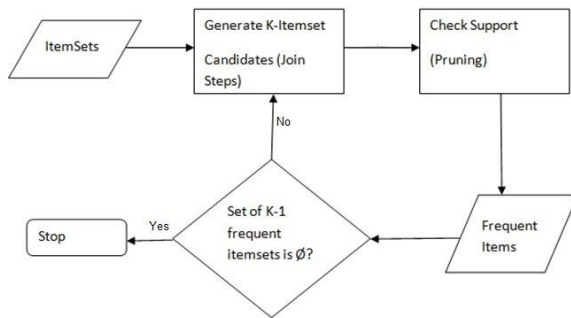 ItemSets
Generate K-Itemset
Candidates (Join
Steps)
Check Support
(Pruning)
No
Set of K-1
frequent
itemsets is Ø?
Yes
Stop
Frequent
Items